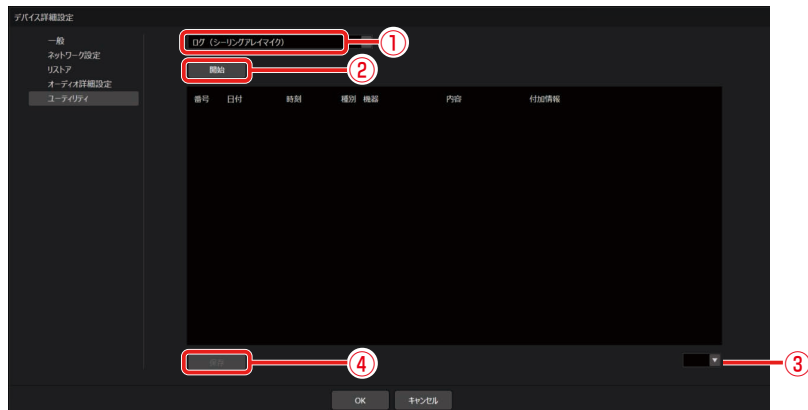 デバイス詳細設定
一般
ネットワーク設定
リストア
オーディオ詳細設定
ユーティリティ
ログ（シーリングアレイマイク）
①
開始
②
番号 日付 時刻 種別 機器 内容 付加情報
④
③
OK キャンセル